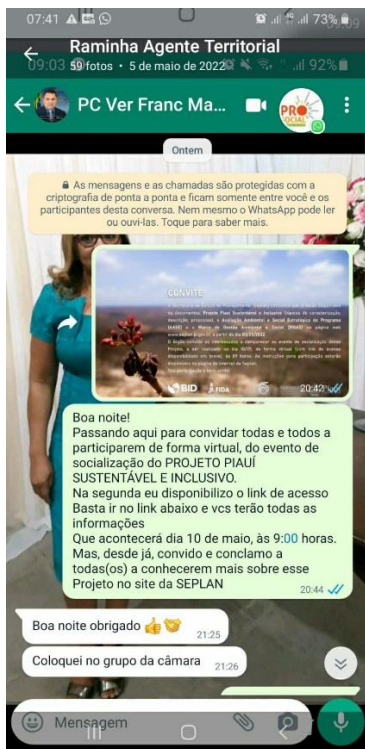 07:41
73%
09:09
Raminha Agente Territorial
09:03
59 fotos • 5 de maio de 2022
92%
PC Ver Franc Ma...
PRO
SOCIAL
Ontem
As mensagens e as chamadas são protegidas com a
criptografia de ponta a ponta e ficam somente entre você e os
participantes desta conversa. Nem mesmo o WhatsApp pode ler
ou ouvi-las. Toque para saber mais.
CONVITE
BID
FIDA
20:42
Boa noite!
Passando aqui para convidar todas e todos a
participarem de forma virtual, do evento de
socialização do PROJETO PIAUÍ
SUSTENTÁVEL E INCLUSIVO.
Na segunda eu disponibilizo o link de acesso
Basta ir no link abaixo e vcs terão todas as
informações
Que acontecerá dia 10 de maio, às 9:00 horas.
Mas, desde já, convido e conclamo a
todas(os) a conhecerem mais sobre esse
Projeto no site da SEPLAN
20:44
Boa noite obrigado 👍🤝
21:25
Coloquei no grupo da câmara
21:26
Mensagem